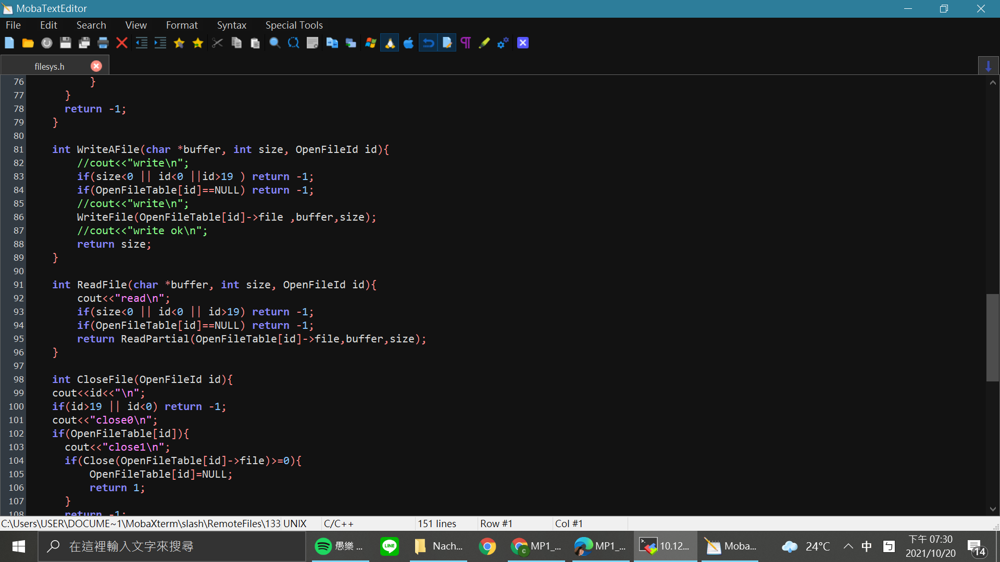 MobaTextEditor
File Edit Search View Format Syntax Special Tools
filesys.h
76 }
77 }
78 return -1;
79 }
80
81 int WriteAFile(char *buffer, int size, OpenFileId id){
82 //cout<<"write\n";
83 if(size<0 || id<0 ||id>19 ) return -1;
84 if(OpenFileTable[id]==NULL) return -1;
85 //cout<<"write\n";
86 WriteFile(OpenFileTable[id]->file ,buffer,size);
87 //cout<<"write ok\n";
88 return size;
89 }
90
91 int ReadFile(char *buffer, int size, OpenFileId id){
92 cout<<"read\n";
93 if(size<0 || id<0 || id>19) return -1;
94 if(OpenFileTable[id]==NULL) return -1;
95 return ReadPartial(OpenFileTable[id]->file,buffer,size);
96 }
97
98 int CloseFile(OpenFileId id){
99 cout<<id<<"\n";
100 if(id>19 || id<0) return -1;
101 cout<<"close0\n";
102 if(OpenFileTable[id]){
103 cout<<"close1\n";
104 if(Close(OpenFileTable[id]->file)>=0){
105 OpenFileTable[id]=NULL;
106 return 1;
107 }
108 return -1;
C:\Users\USER\DOCUME~1\MobaXterm\slash\RemoteFiles\133 UNIX C/C++ 151 lines Row #1 Col #1
在這裡輸入文字來搜尋 愚樂 ... LINE Nach... MP1_... MP1_... 10.12... Moba... 24°C 中 ㄅ 下午 07:30
2021/10/20 14